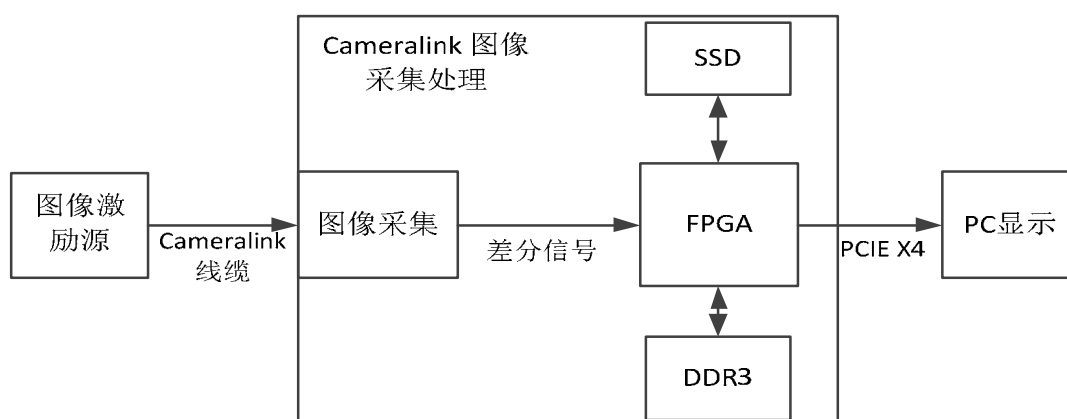 Cameralink 图像
采集处理
SSD
图像激
励源
Cameralink
线缆
图像采集
差分信号
FPGA
PCIE X4
PC显示
DDR3